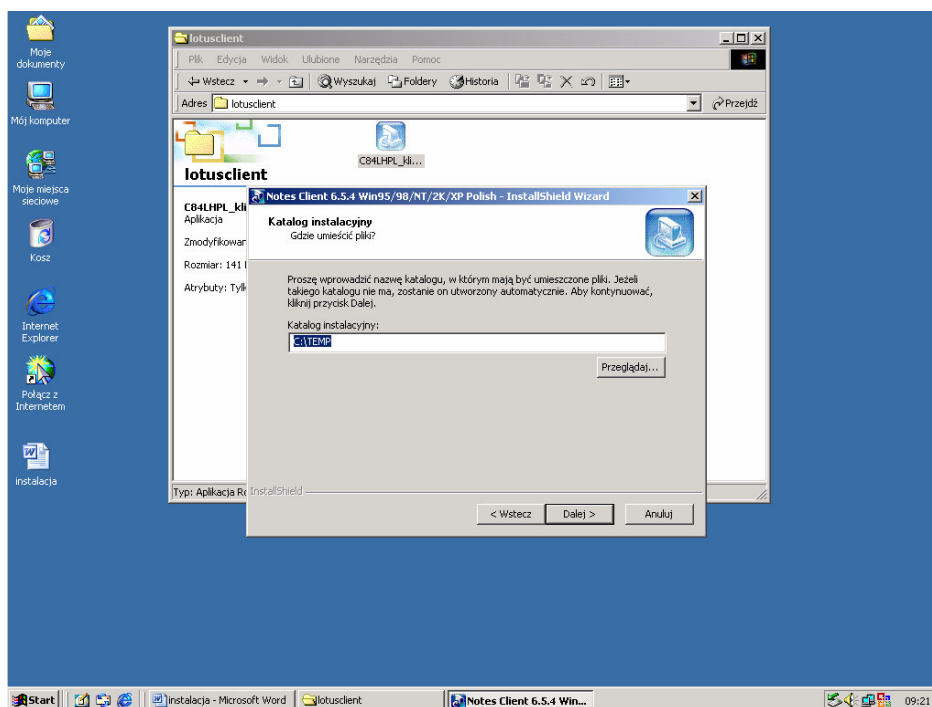 Moje
dokumenty
Mój komputer
Moje miejsca
sieciowe
Kosz
Internet
Explorer
Połącz z
Internetem
instalacja
lotusclient
Plik Edycja Widok Ulubione Narzędzia Pomoc
Wstecz Wyszukaj Foldery Historia
Adres lotusclient Przejdź
C84LHPL_kli...
lotusclient
C84LHPL_kli
Aplikacja
Zmodyfikowan
Rozmiar: 141
Atrybuty: Tylk
Typ: Aplikacja Ro
Notes Client 6.5.4 Win95/98/NT/2K/XP Polish - InstallShield Wizard
Katalog instalacyjny
Gdzie umieścić pliki?
Proszę wprowadzić nazwę katalogu, w którym mają być umieszczone pliki. Jeżeli
takiego katalogu nie ma, zostanie on utworzony automatycznie. Aby kontynuować,
kliknij przycisk Dalej.
Katalog instalacyjny:
C:\TEMP
Przeglądaj...
InstallShield
< Wstecz Dalej > Anuluj
Start instalacja - Microsoft Word lotusclient Notes Client 6.5.4 Win... 09:21